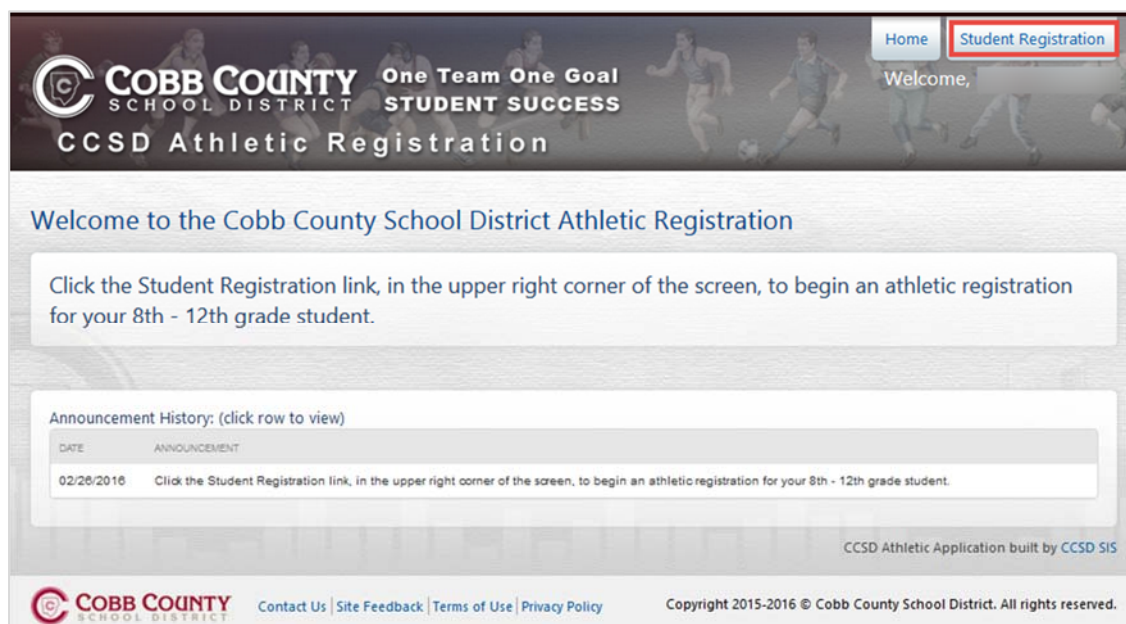 Home
Student Registration
Welcome,
C COBB COUNTY
SCHOOL DISTRICT
One Team One Goal
STUDENT SUCCESS
CCSD Athletic Registration
Welcome to the Cobb County School District Athletic Registration
Click the Student Registration link, in the upper right corner of the screen, to begin an athletic registration
for your 8th - 12th grade student.
Announcement History: (click row to view)
DATE ANNOUNCEMENT
02/26/2016 Click the Student Registration link, in the upper right corner of the screen, to begin an athletic registration for your 8th - 12th grade student.
CCSD Athletic Application built by CCSD SIS
C COBB COUNTY
SCHOOL DISTRICT
Contact Us | Site Feedback | Terms of Use | Privacy Policy
Copyright 2015-2016 © Cobb County School District. All rights reserved.